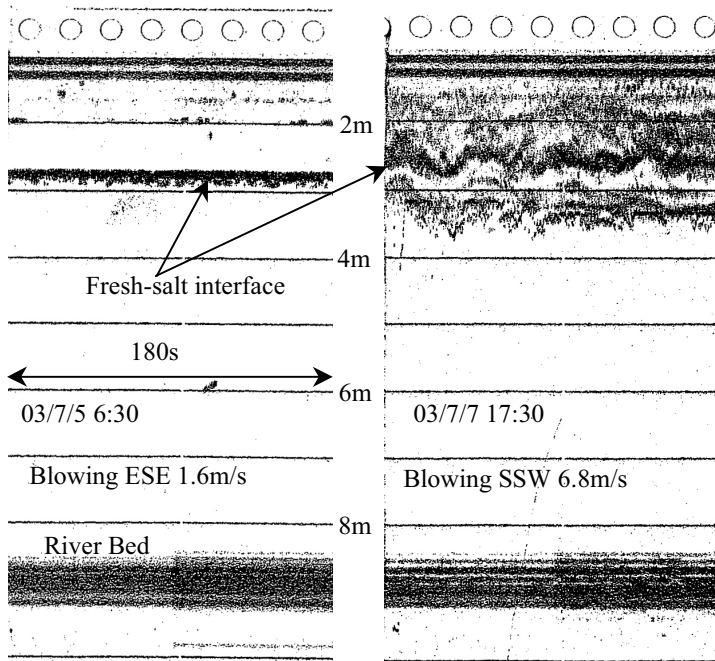 2m
4m
Fresh-salt interface
180s
6m
03/7/5 6:30
03/7/7 17:30
Blowing ESE 1.6m/s
Blowing SSW 6.8m/s
8m
River Bed